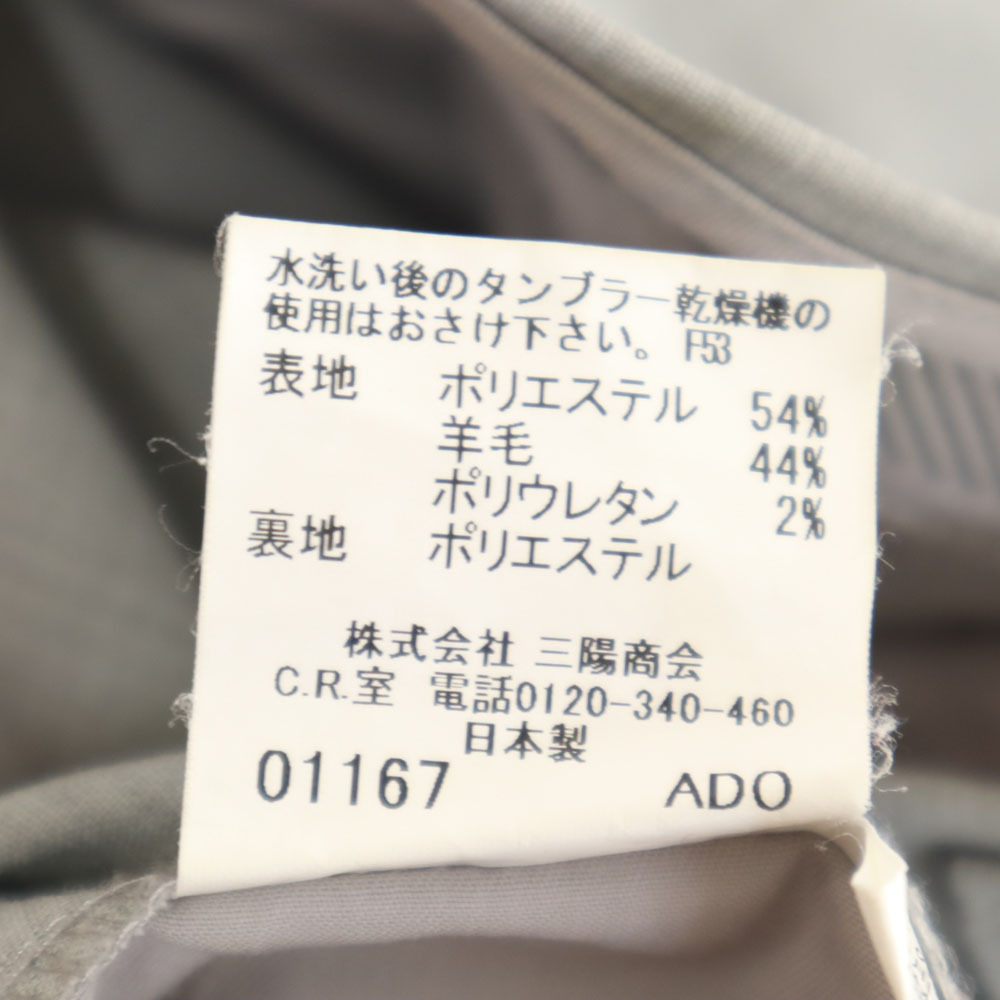 水洗い後のタンブラー乾燥機の
使用はおさけ下さい。 F53
表地 ポリエステル 54%
羊毛 44%
ポリウレタン 2%
裏地 ポリエステル
株式会社 三陽商会
C.R.室 電話0120-340-460
日本製
01167 ADO